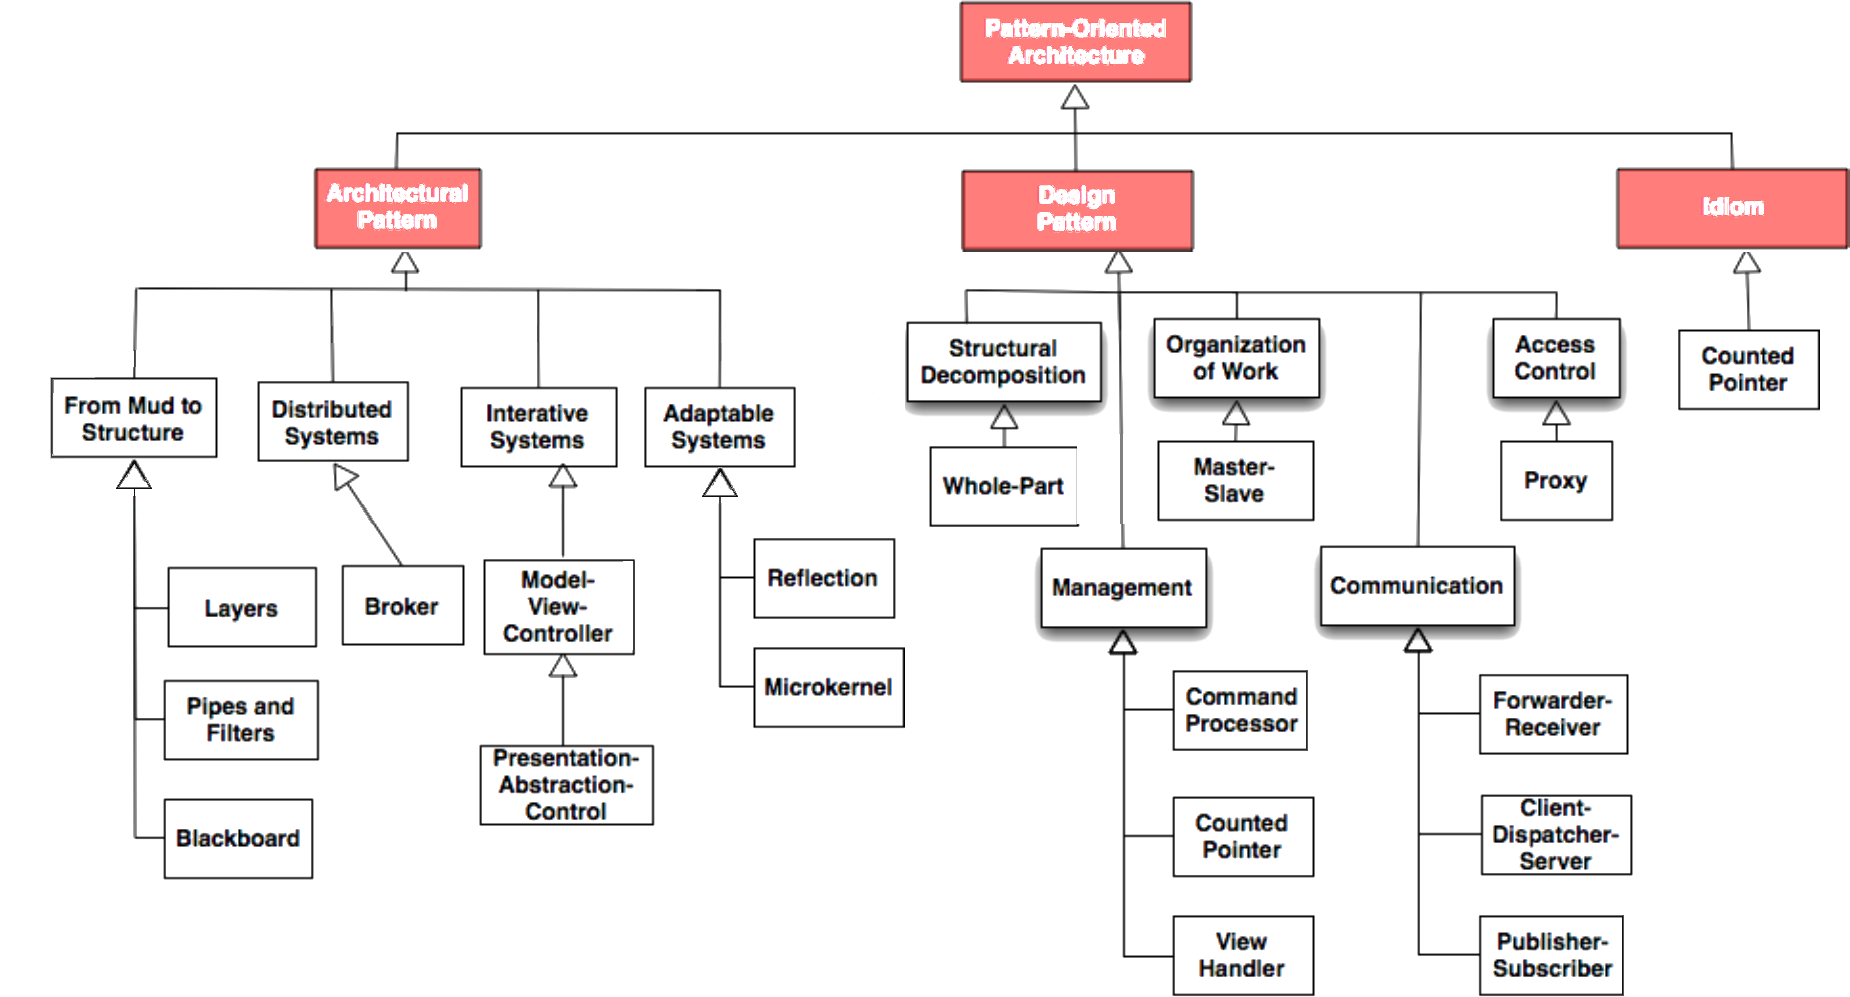 Pattern-Oriented
Architecture
Architectural
Pattern
Design
Pattern
Idiom
From Mud to
Structure
Distributed
Systems
Interative
Systems
Adaptable
Systems
Structural
Decomposition
Organization
of Work
Access
Control
Counted
Pointer
Whole-Part
Master-
Slave
Proxy
Layers
Broker
Model-
View-
Controller
Reflection
Management
Communication
Pipes and
Filters
Microkernel
Command
Processor
Forwarder-
Receiver
Presentation-
Abstraction-
Control
Blackboard
Counted
Pointer
Client-
Dispatcher-
Server
View
Handler
Publisher-
Subscriber